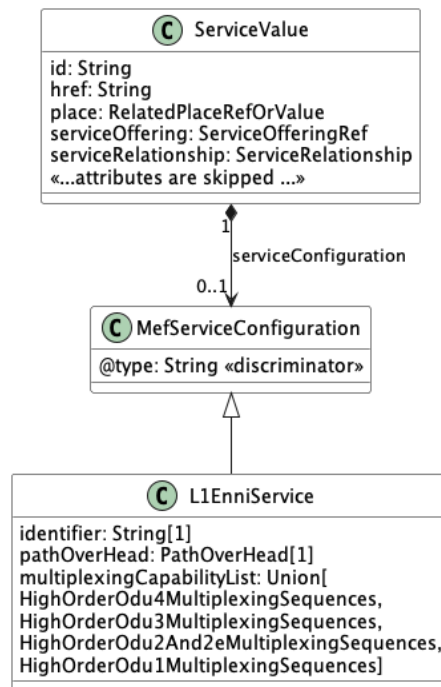 C ServiceValue
id: String
href: String
place: RelatedPlaceRefOrValue
serviceOffering: ServiceOfferingRef
serviceRelationship: ServiceRelationship
«...attributes are skipped ...»
1
serviceConfiguration
0..1
C MefServiceConfiguration
@type: String «discriminator»
C L1EnniService
identifier: String[1]
pathOverHead: PathOverHead[1]
multiplexingCapabilityList: Union[
HighOrderOdu4MultiplexingSequences,
HighOrderOdu3MultiplexingSequences,
HighOrderOdu2And2eMultiplexingSequences,
HighOrderOdu1MultiplexingSequences]